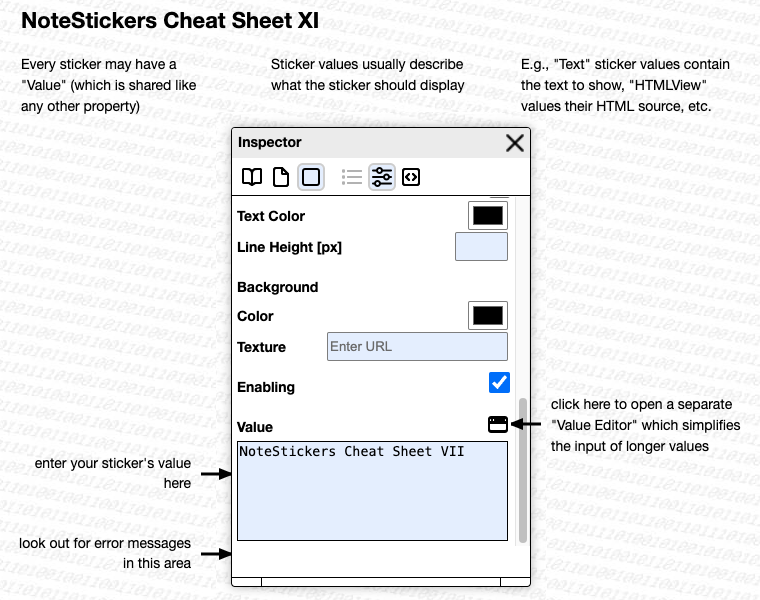 NoteStickers Cheat Sheet XI
Every sticker may have a
"Value" (which is shared like
any other property)
Sticker values usually describe
what the sticker should display
E.g., "Text" sticker values contain
the text to show, "HTMLView"
values their HTML source, etc.
Inspector
Text Color
Line Height [px]
Background
Color
Texture
Enter URL
Enabling
Value
NoteStickers Cheat Sheet VII
click here to open a separate
"Value Editor" which simplifies
the input of longer values
enter your sticker's value
here
look out for error messages
in this area